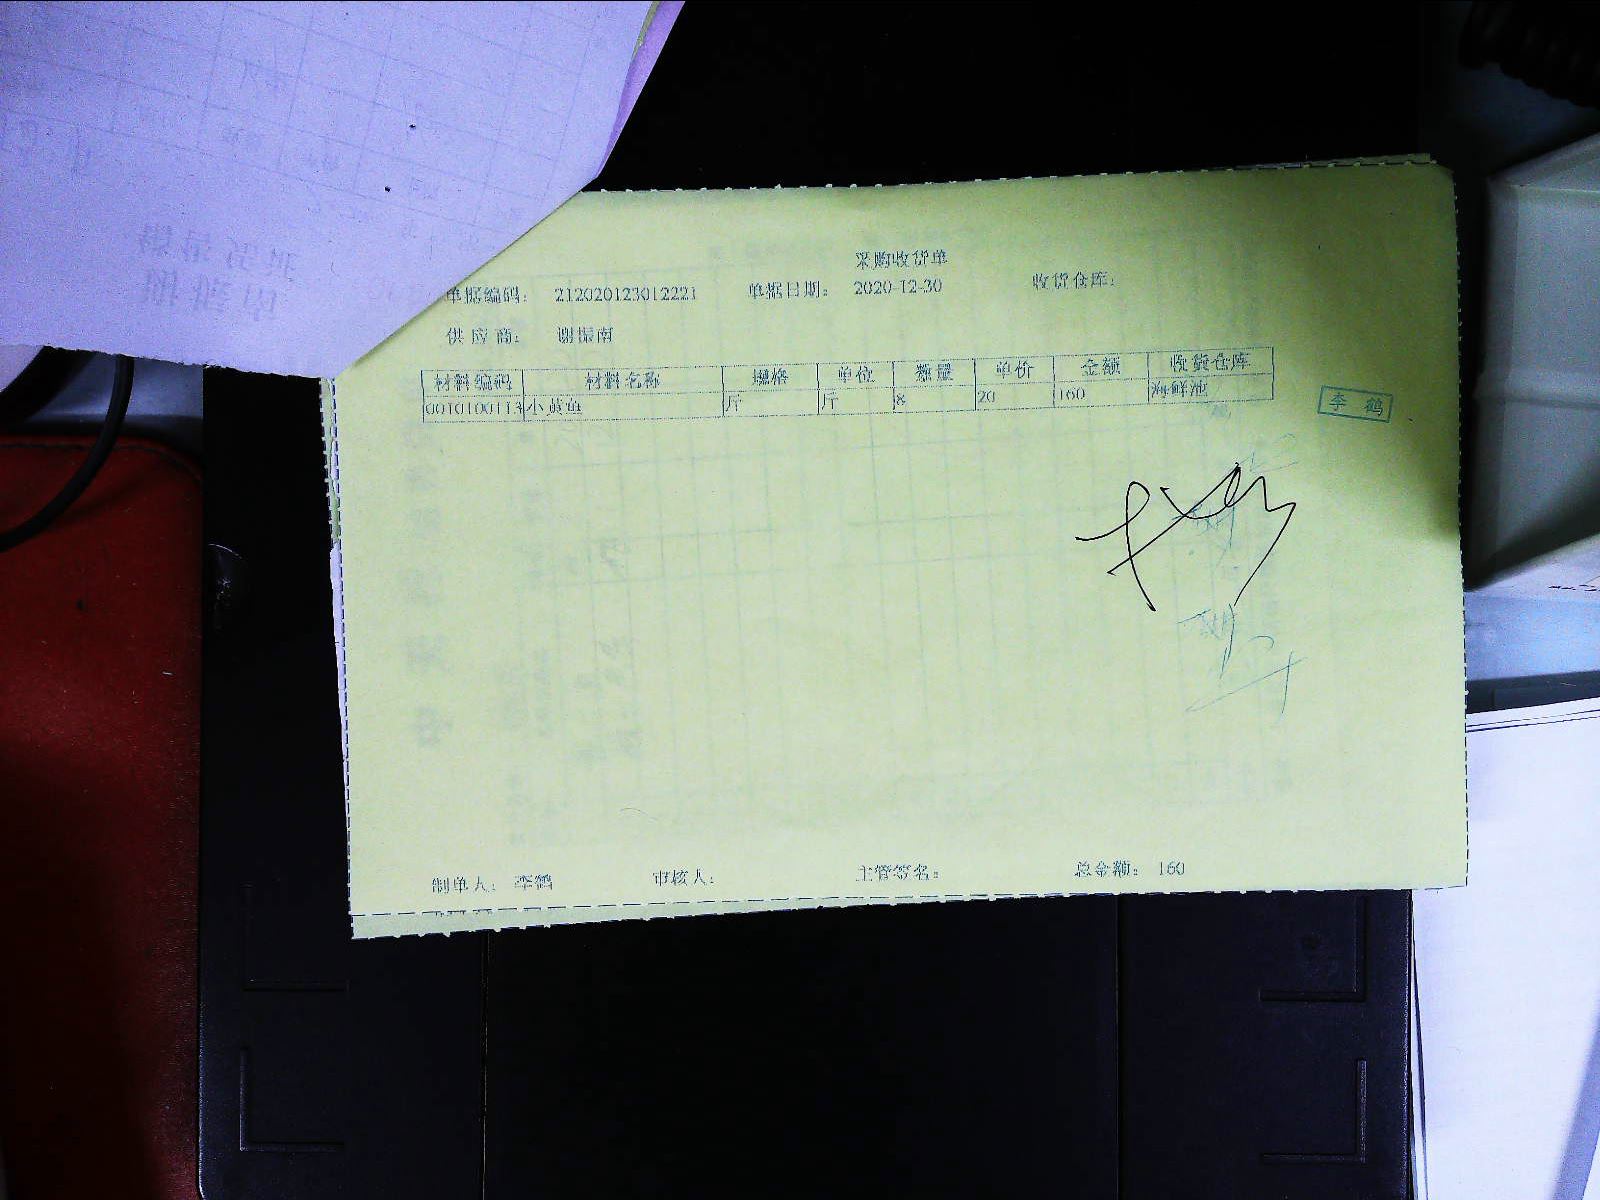 采购收货单
单据编码： 212020123012221 单据日期： 2020-12-30 收货仓库：
供应商： 谢振南
材料编码 材料名称 规格 单位 数量 单价 金额 收货仓库
0010100113 小黄鱼 斤 斤 8 20 160 海鲜池
李鹤
制单人： 李鹤 审核人： 主管签名： 总金额： 160